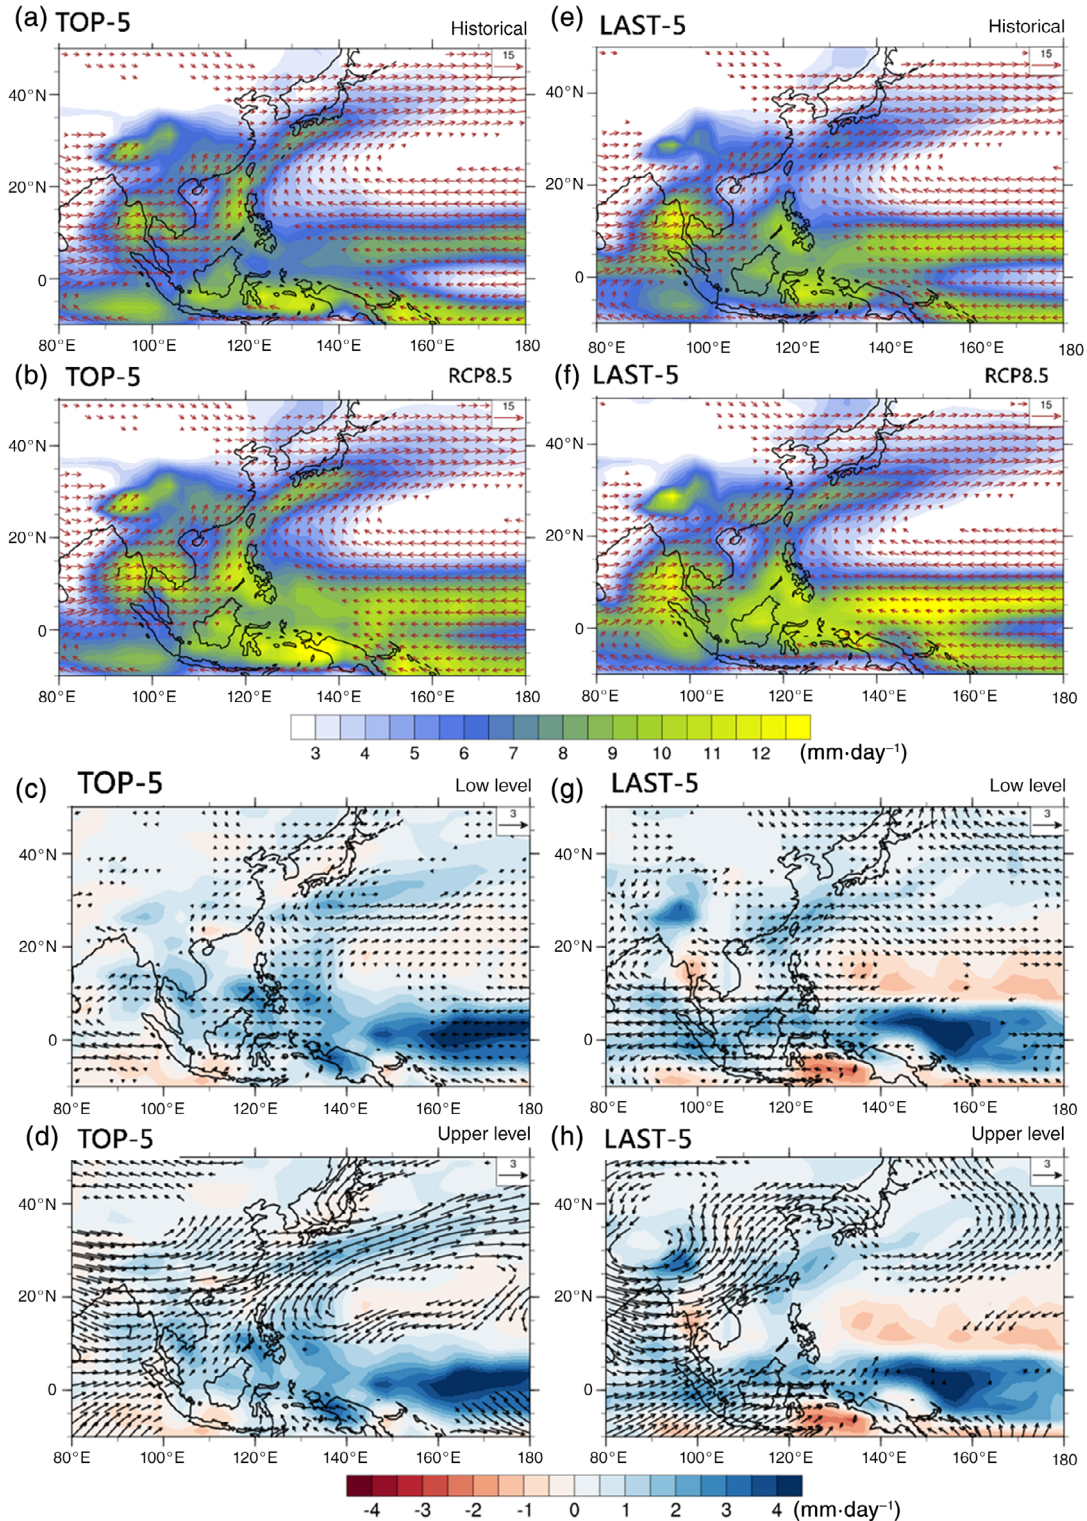 (a) TOP-5 Historical
15
40°N
20°N
0
80°E 100°E 120°E 140°E 160°E 180
(e) LAST-5 Historical
15
40°N
20°N
0
80°E 100°E 120°E 140°E 160°E 180
(b) TOP-5 RCP8.5
15
40°N
20°N
0
80°E 100°E 120°E 140°E 160°E 180
(f) LAST-5 RCP8.5
15
40°N
20°N
0
80°E 100°E 120°E 140°E 160°E 180
3 4 5 6 7 8 9 10 11 12 (mm·day⁻¹)
(c) TOP-5 Low level
3
40°N
20°N
0
80°E 100°E 120°E 140°E 160°E 180
(g) LAST-5 Low level
3
40°N
20°N
0
80°E 100°E 120°E 140°E 160°E 180
(d) TOP-5 Upper level
3
40°N
20°N
0
80°E 100°E 120°E 140°E 160°E 180
(h) LAST-5 Upper level
3
40°N
20°N
0
80°E 100°E 120°E 140°E 160°E 180
-4 -3 -2 -1 0 1 2 3 4 (mm·day⁻¹)